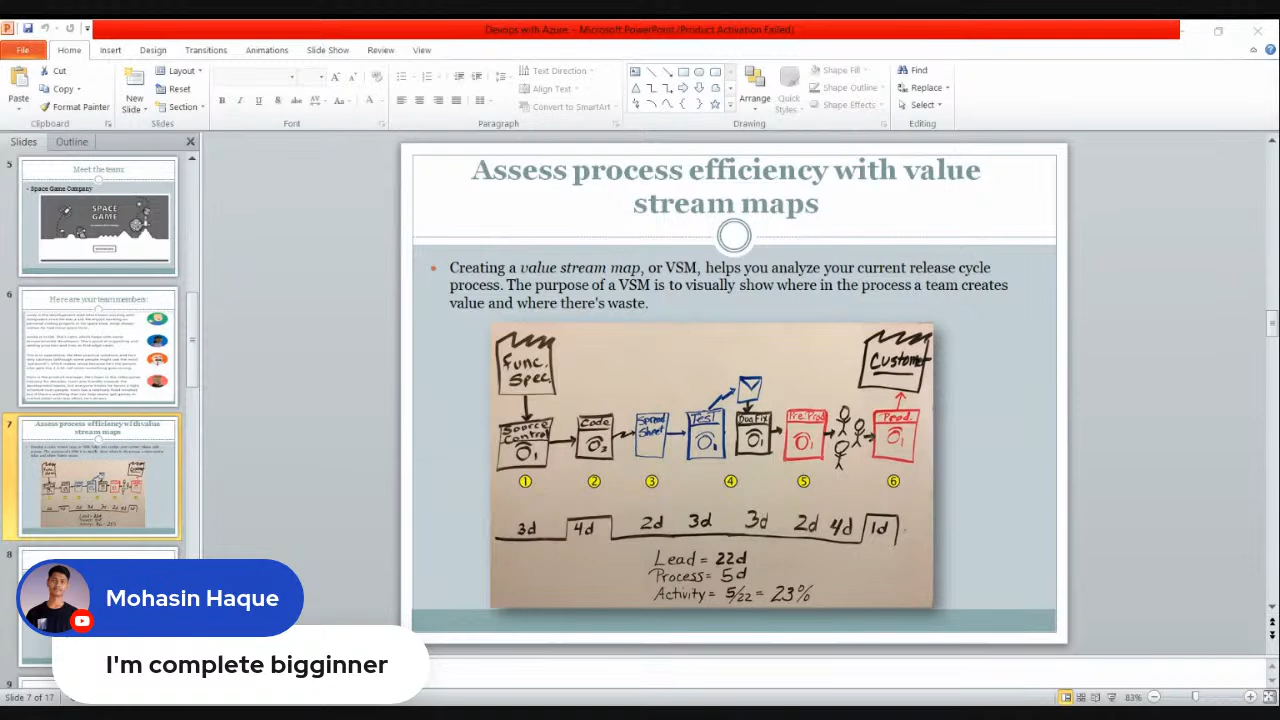 Devops with Azure - Microsoft PowerPoint (Product Activation Failed)
File Home Insert Design Transitions Animations Slide Show Review View
Cut
Copy
Format Painter
Paste
Clipboard
New
Slide
Layout
Reset
Section
Slides
Font
Text Direction
Align Text
Convert to SmartArt
Paragraph
Arrange
Quick
Styles
Shape Fill
Shape Outline
Shape Effects
Drawing
Find
Replace
Select
Editing
Slides Outline
5
Meet the team:
Space Game Company
SPACE
GAME
6
Here are your team members:
7
Assess process efficiency with value
stream maps
8
9
Assess process efficiency with value
stream maps
Creating a value stream map, or VSM, helps you analyze your current release cycle
process. The purpose of a VSM is to visually show where in the process a team creates
value and where there's waste.
Func.
Spec.
Customer
Source
Control
Code
Spread
Sheet
Test
Pre Prod
Prod.
1 2 3 4 5 6
3d 4d 2d 3d 3d 2d 4d 1d
Lead = 22d
Process = 5d
Activity = 5/22 = 23%
Mohasin Haque
I'm complete bigginner
Slide 7 of 17
83%